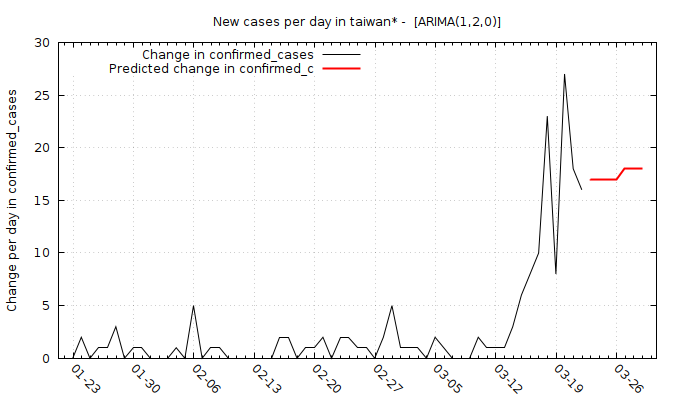 New cases per day in taiwan* -  [ARIMA(1,2,0)]
Change in confirmed_cases
Predicted change in confirmed_c
Change per day in confirmed_cases
30
25
20
15
10
5
0
01-23 01-30 02-06 02-13 02-20 02-27 03-05 03-12 03-19 03-26